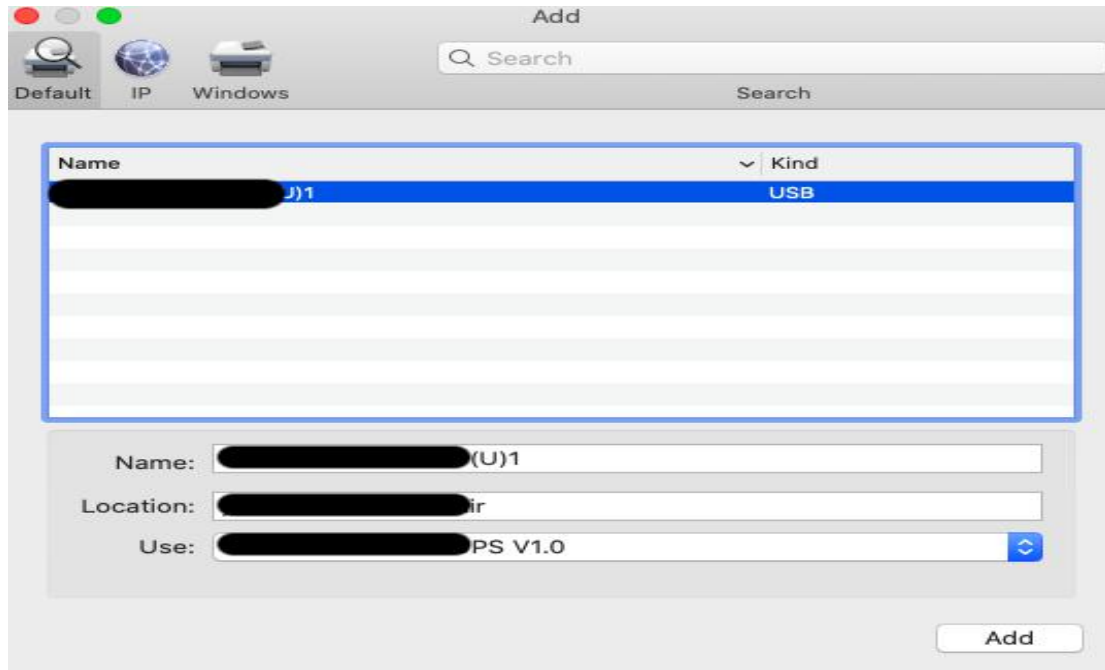 Add
Search
Default IP Windows Search
Name Kind
U)1 USB
Name: (U)1
Location: ir
Use: PS V1.0
Add